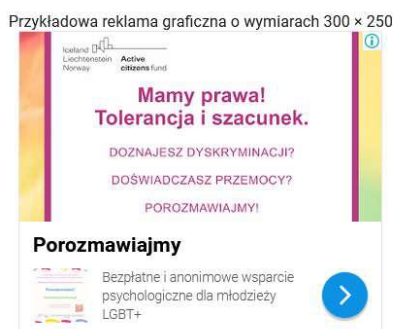 Przykładowa reklama graficzna o wymiarach 300 × 250
Iceland
Liechtenstein Active
Norway citizens fund
Mamy prawa!
Tolerancja i szacunek.
DOZNAJESZ DYSKRYMINACJI?
DOŚWIADCZASZ PRZEMOCY?
POROZMAWIAJMY!
Porozmawiajmy
Bezpłatne i anonimowe wsparcie
psychologiczne dla młodzieży
LGBT+